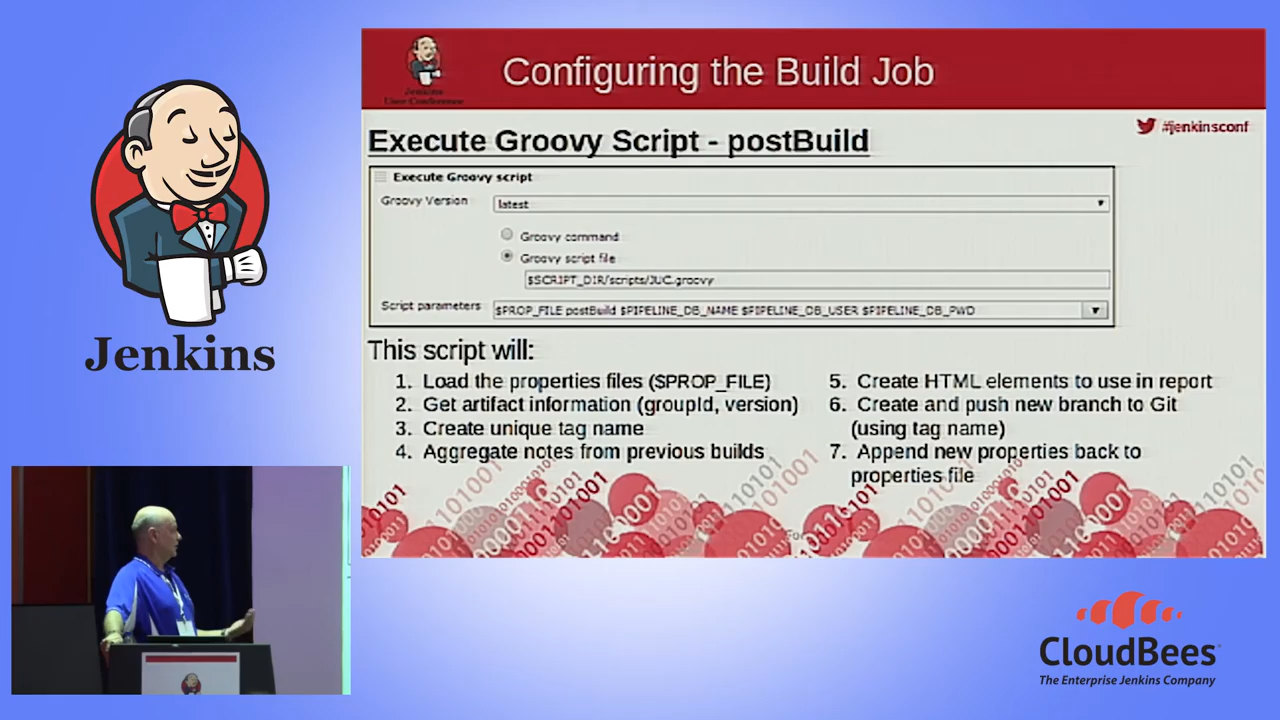 Jenkins
Jenkins
User Conference
Configuring the Build Job
#jenkinsconf
Execute Groovy Script - postBuild
Execute Groovy script
Groovy Version
latest
Groovy command
Groovy script file
$SCRIPT_DIR/scripts/JUC.groovy
Script parameters
$PROP_FILE postBuild $PIPELINE_DB_NAME $PIPELINE_DB_USER $PIPELINE_DB_PWD
This script will:
1. Load the properties files ($PROP_FILE)
2. Get artifact information (groupId, version)
3. Create unique tag name
4. Aggregate notes from previous builds
5. Create HTML elements to use in report
6. Create and push new branch to Git
(using tag name)
7. Append new properties back to
properties file
CloudBees
The Enterprise Jenkins Company